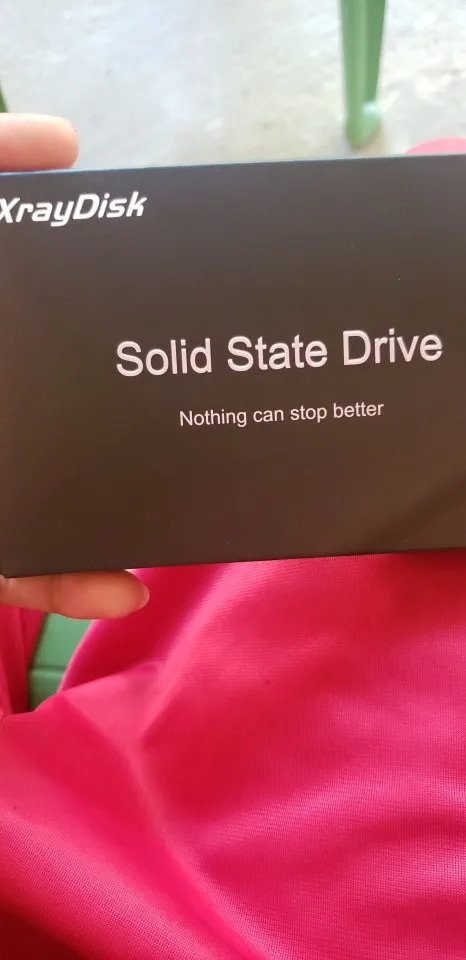 XrayDisk
Solid State Drive
Nothing can stop better